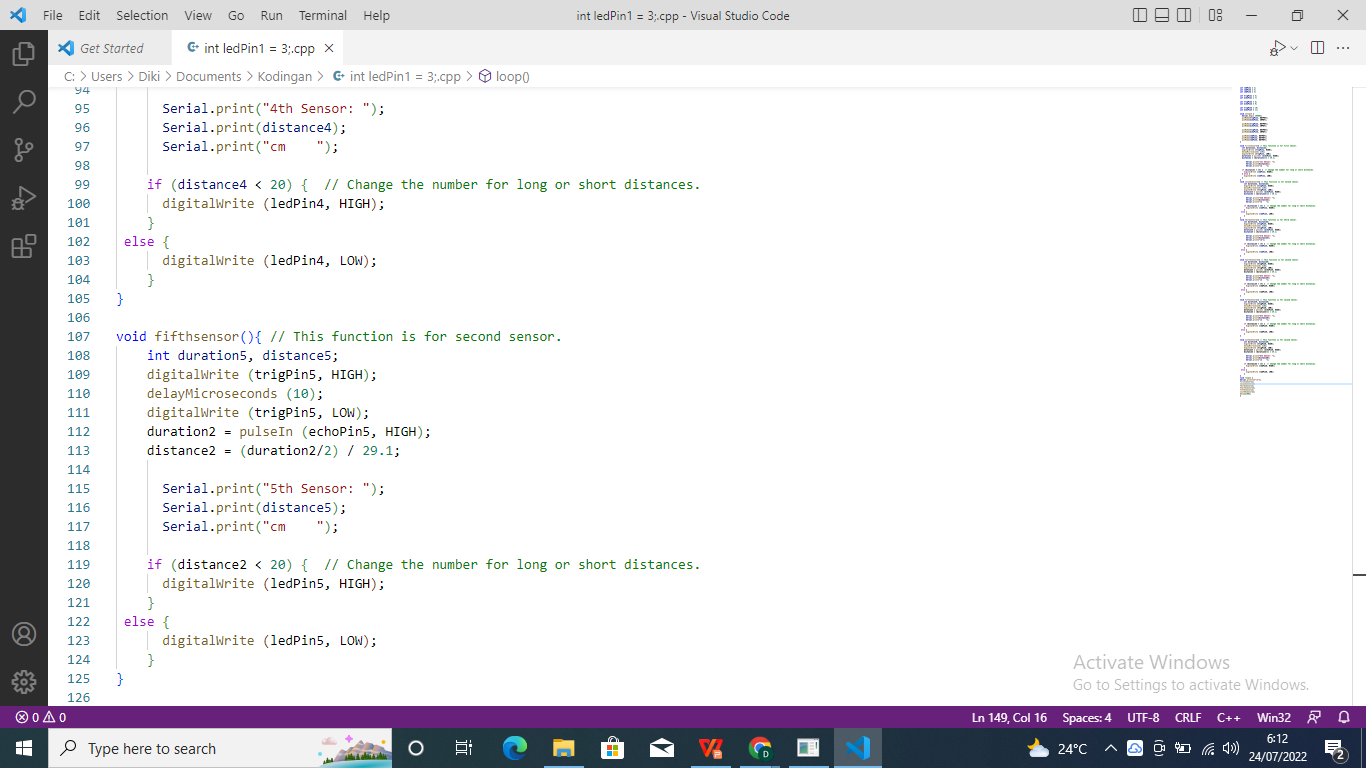 File Edit Selection View Go Run Terminal Help int ledPin1 = 3;.cpp - Visual Studio Code
Get Started int ledPin1 = 3;.cpp
C: > Users > Diki > Documents > Kodingan > int ledPin1 = 3;.cpp > loop()
94
95 Serial.print("4th Sensor: ");
96 Serial.print(distance4);
97 Serial.print("cm    ");
98
99 if (distance4 < 20) {  // Change the number for long or short distances.
100 digitalWrite (ledPin4, HIGH);
101 }
102 else {
103 digitalWrite (ledPin4, LOW);
104 }
105 }
106
107 void fifthsensor(){ // This function is for second sensor.
108 int duration5, distance5;
109 digitalWrite (trigPin5, HIGH);
110 delayMicroseconds (10);
111 digitalWrite (trigPin5, LOW);
112 duration2 = pulseIn (echoPin5, HIGH);
113 distance2 = (duration2/2) / 29.1;
114
115 Serial.print("5th Sensor: ");
116 Serial.print(distance5);
117 Serial.print("cm    ");
118
119 if (distance2 < 20) {  // Change the number for long or short distances.
120 digitalWrite (ledPin5, HIGH);
121 }
122 else {
123 digitalWrite (ledPin5, LOW);
124 }
125 }
126
Activate Windows
Go to Settings to activate Windows.
0 0 Ln 149, Col 16 Spaces: 4 UTF-8 CRLF C++ Win32
Type here to search 24°C 6:12
24/07/2022 2